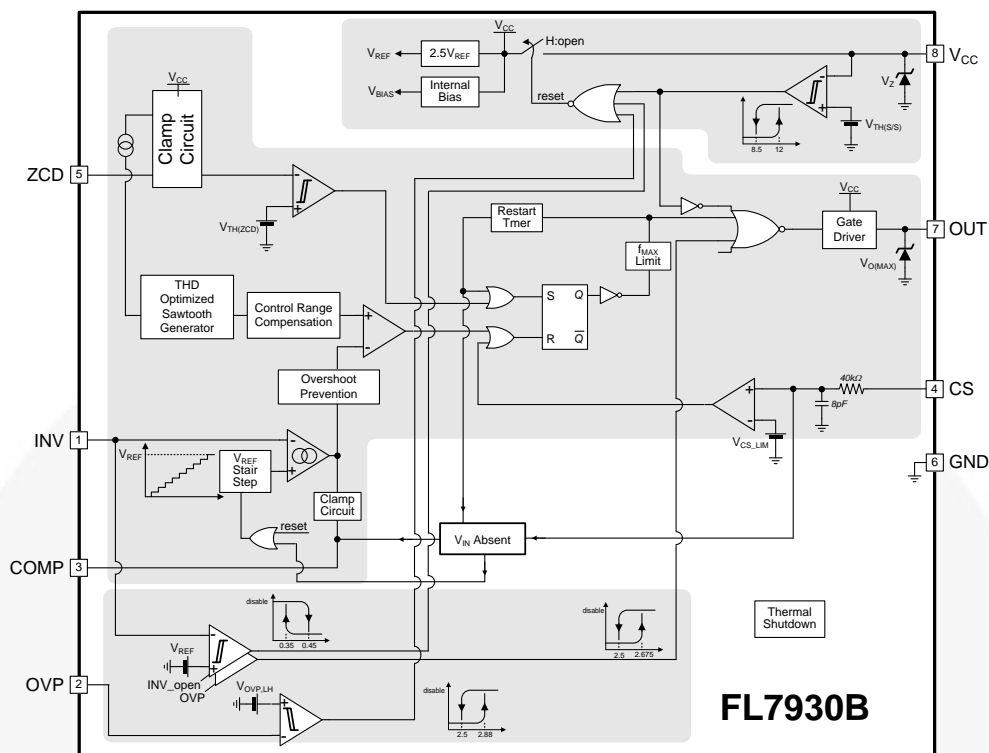 VCC
H:open
VREF
2.5VREF
8
VCC
VCC
Internal
Bias
VBIAS
reset
VZ
VTH(S/S)
8.5
12
Clamp
Circuit
ZCD
5
VTH(ZCD)
Restart
Tmer
VCC
Gate
Driver
7
OUT
VO(MAX)
fMAX
Limit
THD
Optimized
Sawtooth
Generator
Control Range
Compensation
S
Q
R
Q
Overshoot
Prevention
40kΩ
4
CS
8pF
INV
1
VREF
VREF
Stair
Step
VCS_LIM
6
GND
Clamp
Circuit
reset
VIN Absent
COMP
3
disable
0.35
0.45
disable
2.5
2.675
Thermal
Shutdown
VREF
INV_open
OVP
OVP
2
VOVP,LH
disable
2.5
2.88
FL7930B